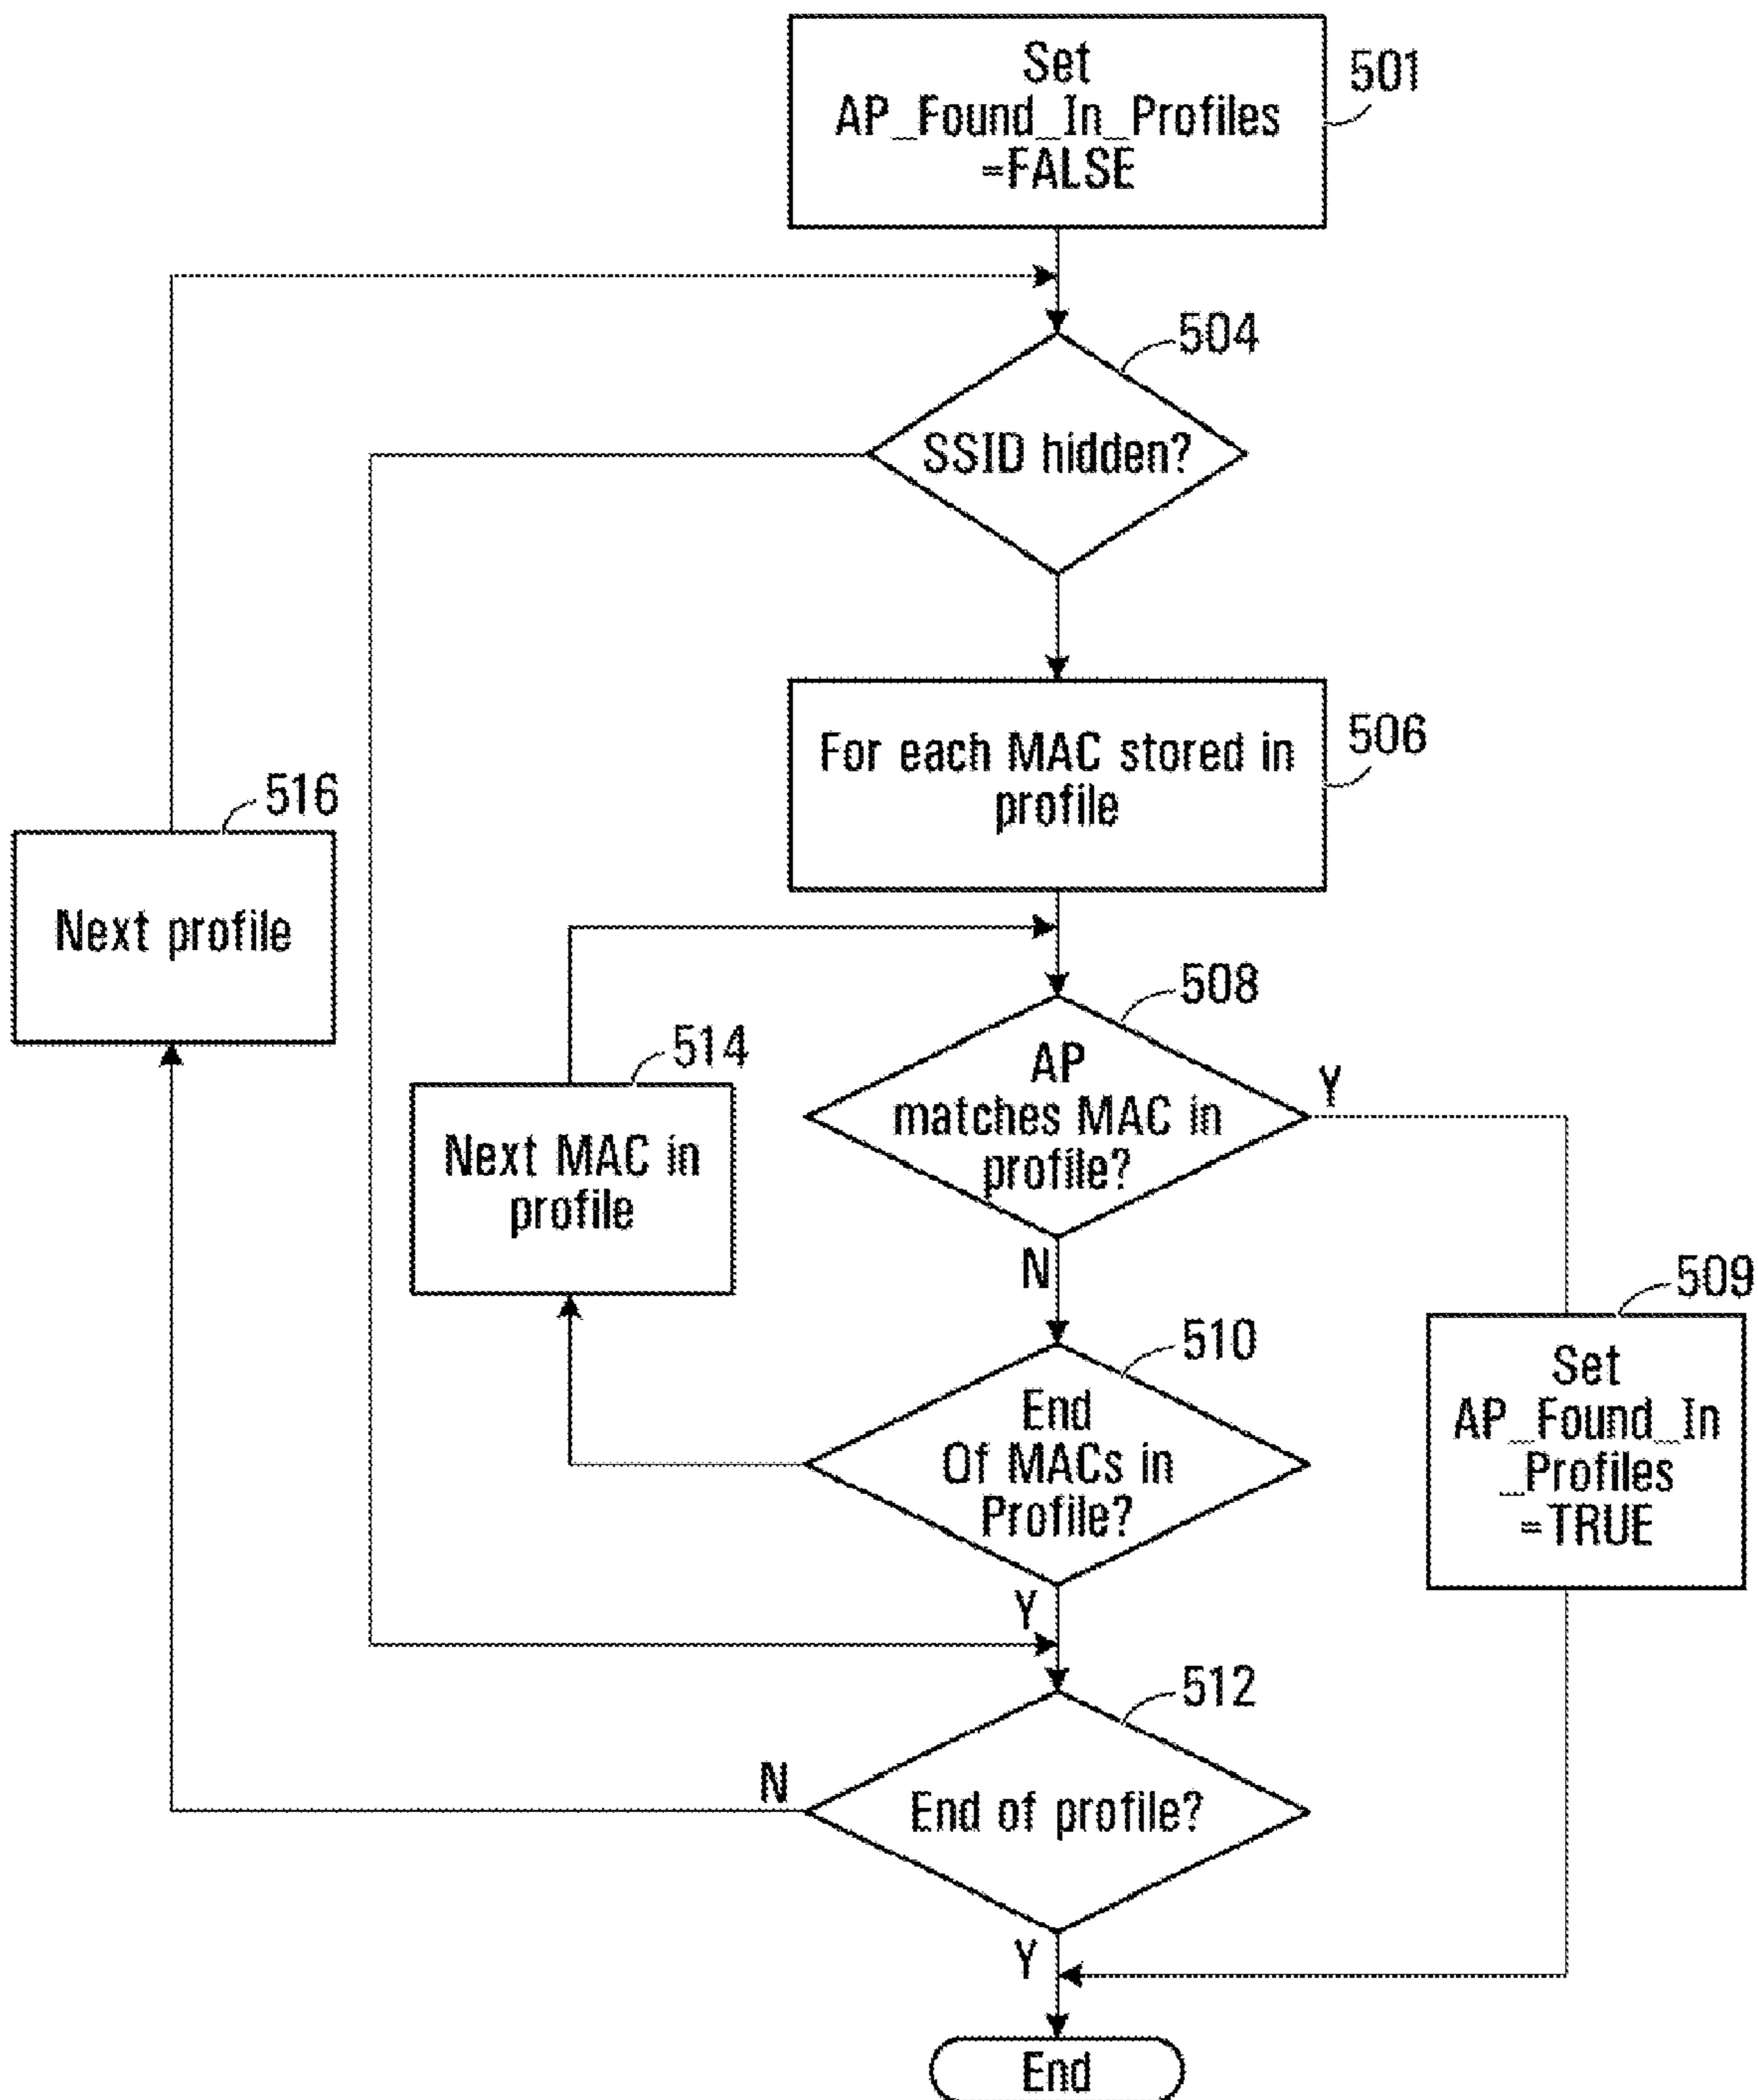 Set
AP_Found_In_Profiles
=FALSE
501
504
SSID hidden?
For each MAC stored in
profile
506
516
Next profile
508
AP
matches MAC in
profile?
Y
N
514
Next MAC in
profile
509
Set
AP_Found_In
_Profiles
=TRUE
510
End
Of MACs in
Profile?
Y
512
End of profile?
N
Y
End